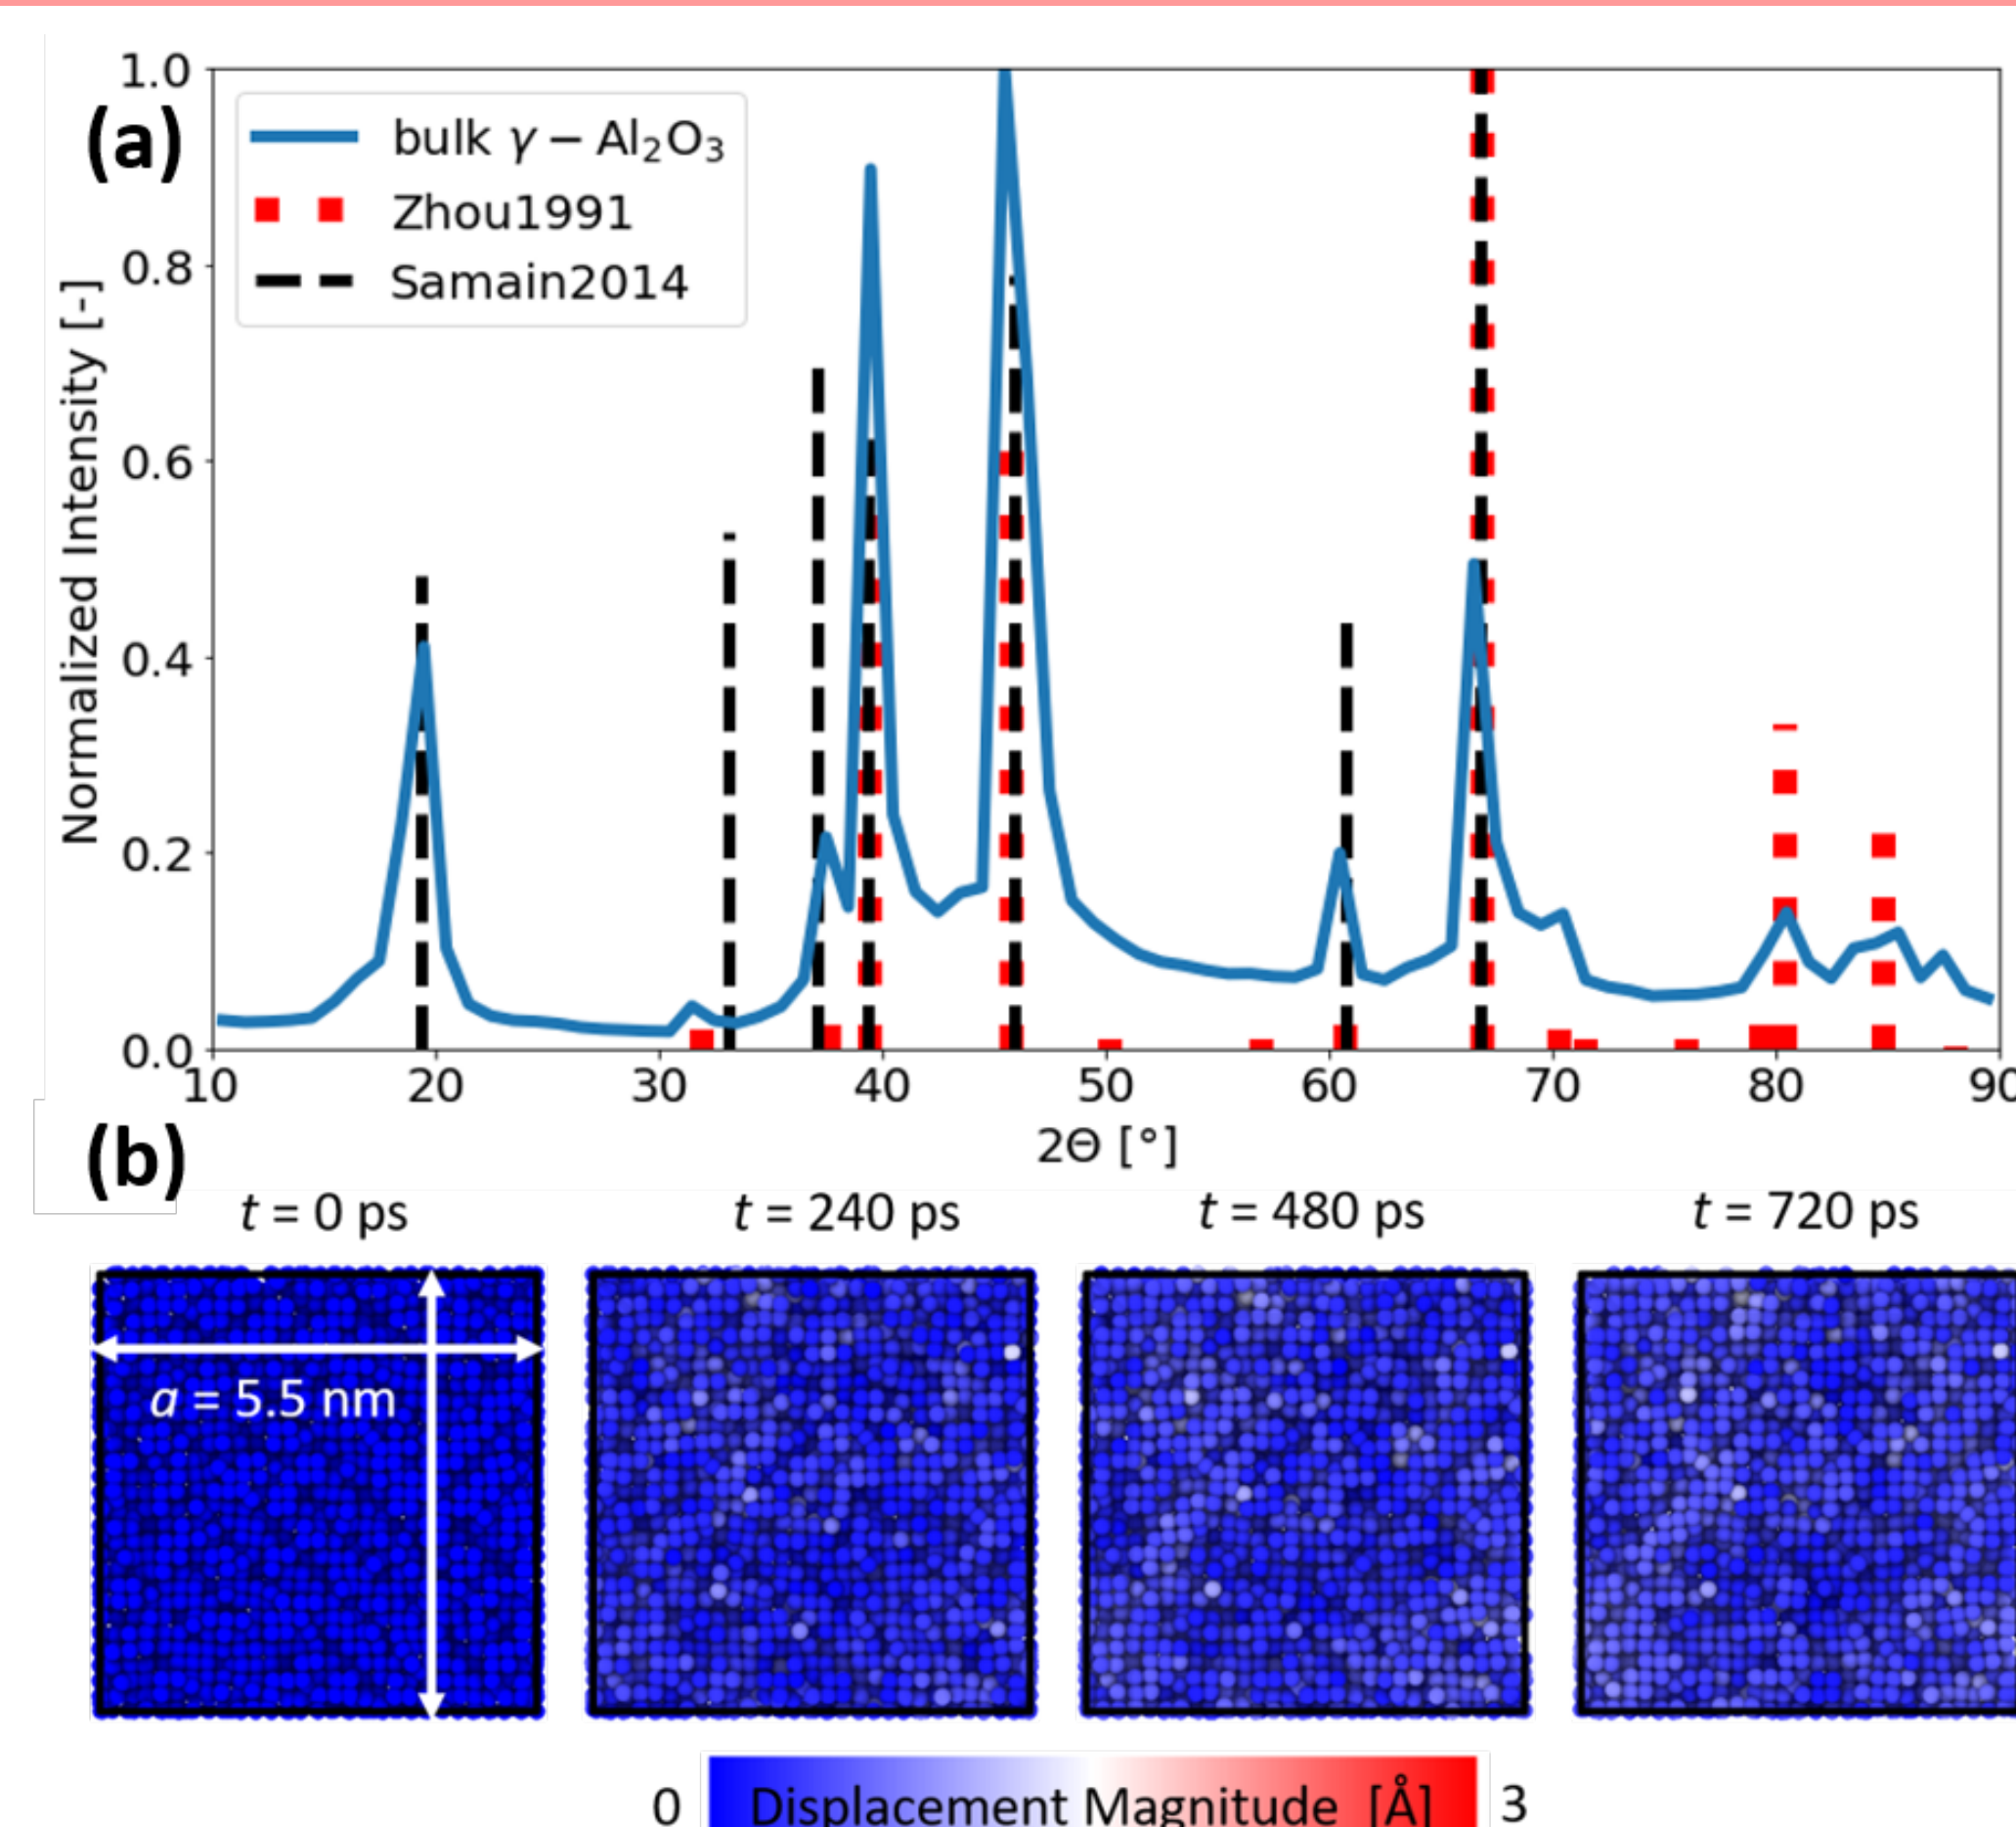 (a)
1.0
0.8
0.6
0.4
0.2
0.0
Normalized Intensity [-]
bulk γ − Al₂O₃
Zhou1991
Samain2014
10 20 30 40 50 60 70 80 90
2Θ [°]
(b)
t = 0 ps t = 240 ps t = 480 ps t = 720 ps
a = 5.5 nm
0 Displacement Magnitude [Å] 3